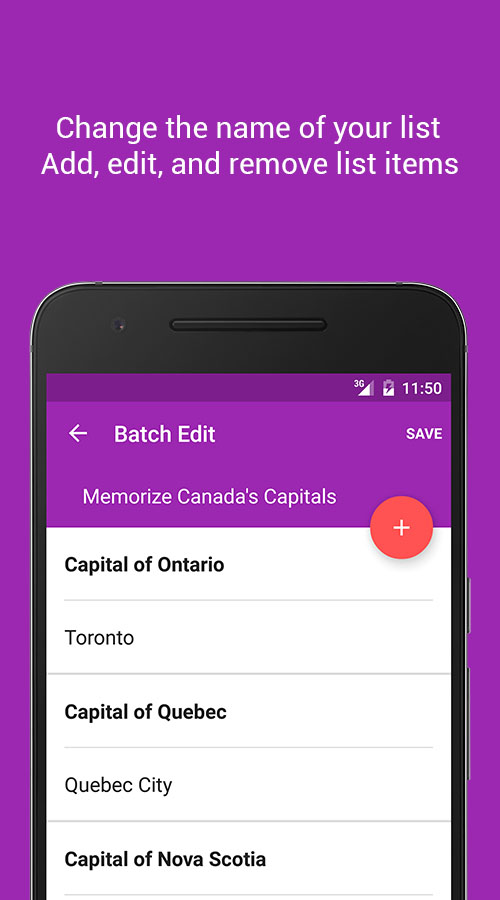 Change the name of your list
Add, edit, and remove list items
3G 11:50
Batch Edit SAVE
Memorize Canada's Capitals
+
Capital of Ontario
Toronto
Capital of Quebec
Quebec City
Capital of Nova Scotia